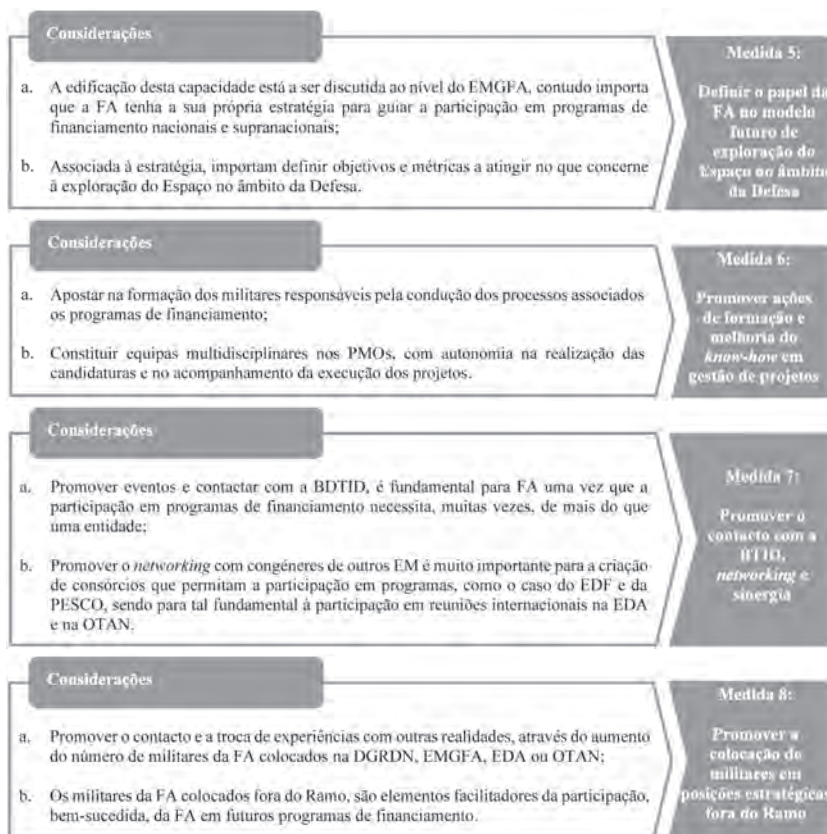 Considerações
a. A edificação desta capacidade está a ser discutida ao nível do EMGFA, contudo importa
que a FA tenha a sua própria estratégia para guiar a participação em programas de
financiamento nacionais e supranacionais;
b. Associada à estratégia, importam definir objetivos e métricas a atingir no que concerne
à exploração do Espaço no âmbito da Defesa.
Medida 5:
Definir o papel da
FA no modelo
futuro de
exploração do
Espaço no âmbito
da Defesa
Considerações
a. Apostar na formação dos militares responsáveis pela condução dos processos associados
os programas de financiamento;
b. Constituir equipas multidisciplinares nos PMOs, com autonomia na realização das
candidaturas e no acompanhamento da execução dos projetos.
Medida 6:
Promover ações
de formação e
melhoria do
know-how em
gestão de projetos
Considerações
a. Promover eventos e contactar com a BDTID, é fundamental para FA uma vez que a
participação em programas de financiamento necessita, muitas vezes, de mais do que
uma entidade;
b. Promover o networking com congéneres de outros EM é muito importante para a criação
de consórcios que permitam a participação em programas, como o caso do EDF e da
PESCO, sendo para tal fundamental à participação em reuniões internacionais na EDA
e na OTAN.
Medida 7:
Promover o
contacto com a
BTID,
networking e
sinergia
Considerações
a. Promover o contacto e a troca de experiências com outras realidades, através do aumento
do número de militares da FA colocados na DGRDN, EMGFA, EDA ou OTAN;
b. Os militares da FA colocados fora do Ramo, são elementos facilitadores da participação,
bem-sucedida, da FA em futuros programas de financiamento.
Medida 8:
Promover a
colocação de
militares em
posições estratégicas
fora do Ramo